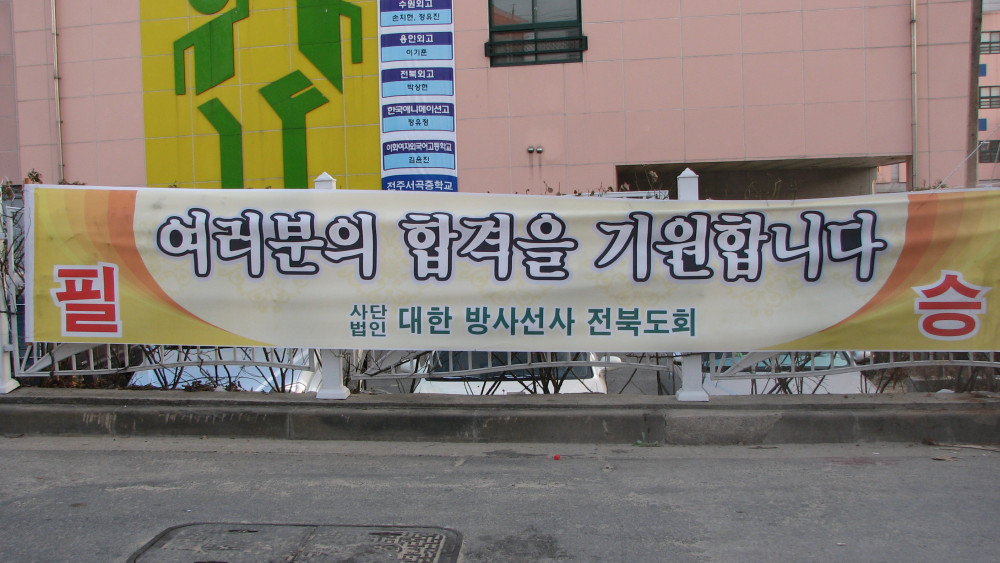 수원외고
손지현, 정유진
용인외고
이기쁜
전북외고
박상현
한국애니메이션고
정유정
이화여자외국어고등학교
김은진
전주서곡중학교
필 여러분의 합격을 기원합니다 승
사단법인 대한 방사선사 전북도회